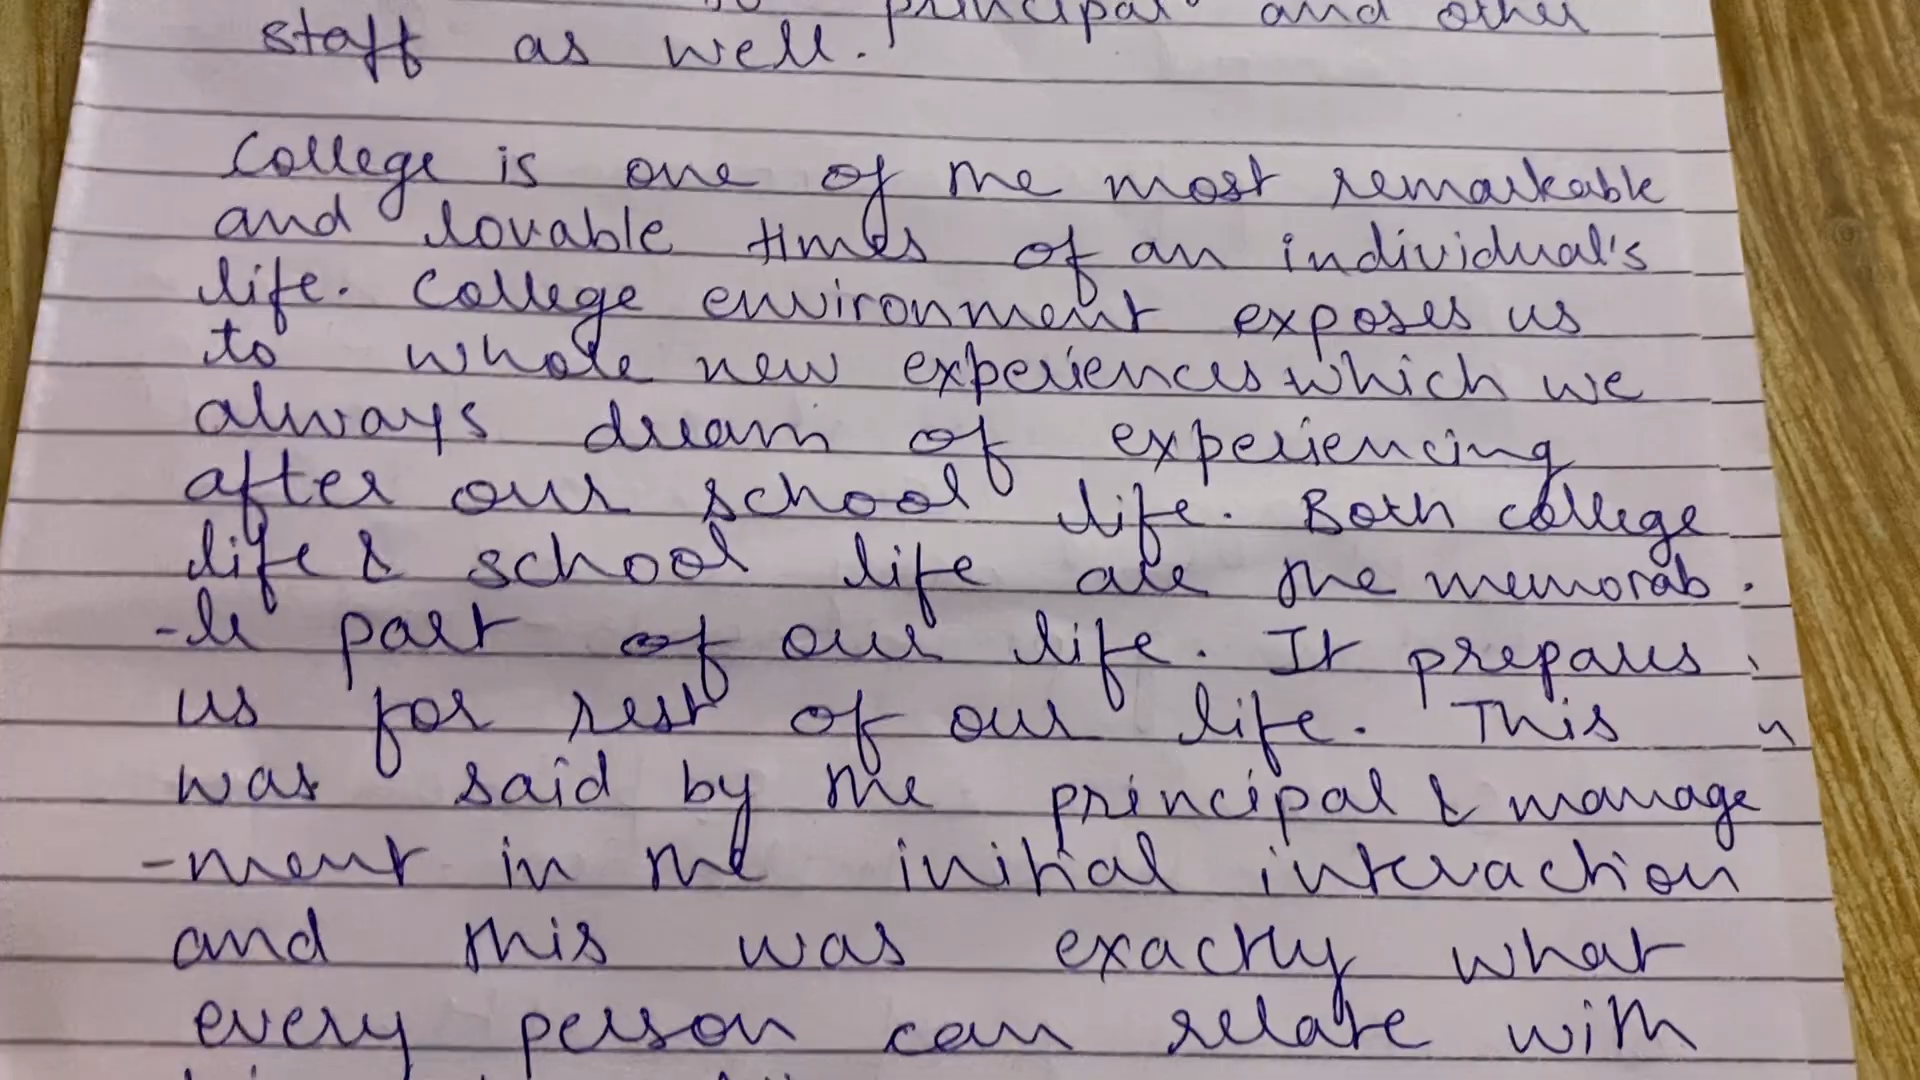 principal and other
staff as well.
College is one of the most remarkable
and lovable times of an individual's
life. College environment exposes us
to whole new experiences which we
always dream of experiencing
after our school life. Both college
life & school life are the memorab.
-le part of our life. It prepares
us for rest of our life. This
was said by the principal & manage
-ment in the initial interaction
and this was exactly what
every person can relate with